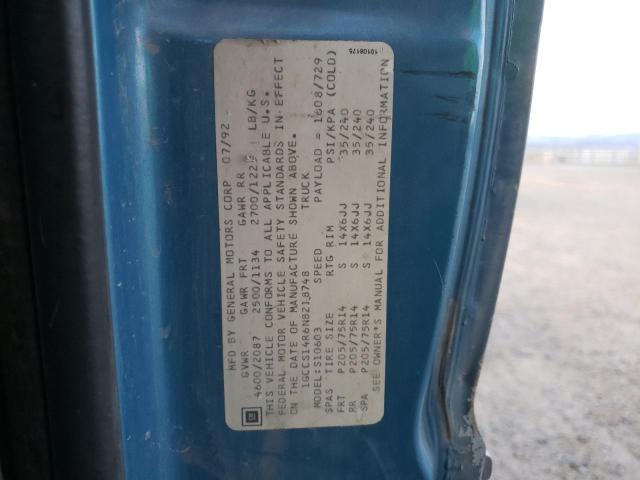 MFD BY GENERAL MOTORS CORP 07/92
GVWR GAWR FRT GAWR RR
4600/2087 2500/1134 2700/1224 LB/KG
THIS VEHICLE CONFORMS TO ALL APPLICABLE U.S.
FEDERAL MOTOR VEHICLE SAFETY STANDARDS IN EFFECT
ON THE DATE OF MANUFACTURE SHOWN ABOVE.
1GCCS14R6N8218748 TRUCK
MODEL:S10603 PAYLOAD = 1608/729
SPAS TIRE SIZE SPEED RTG RIM PSI/KPA (COLD)
FRT P205/75R14 S 14X6JJ 35/240
RR P205/75R14 S 14X6JJ 35/240
SPA P205/75R14 S 14X6JJ 35/240
SEE OWNER'S MANUAL FOR ADDITIONAL INFORMATION
GM
10108175